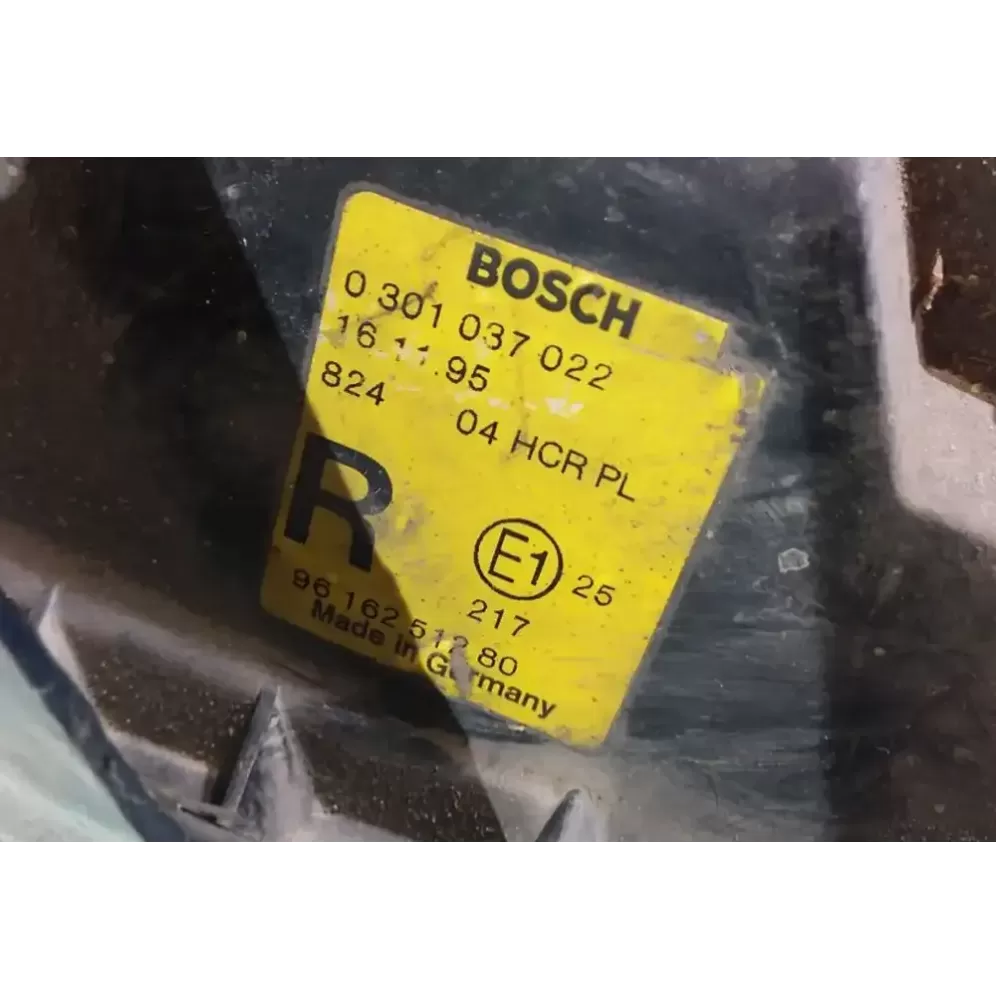 BOSCH
0 301 037 022
16.11.95
824 04 HCR PL
R
E1 25
217
96 162 512 80
Made in Germany